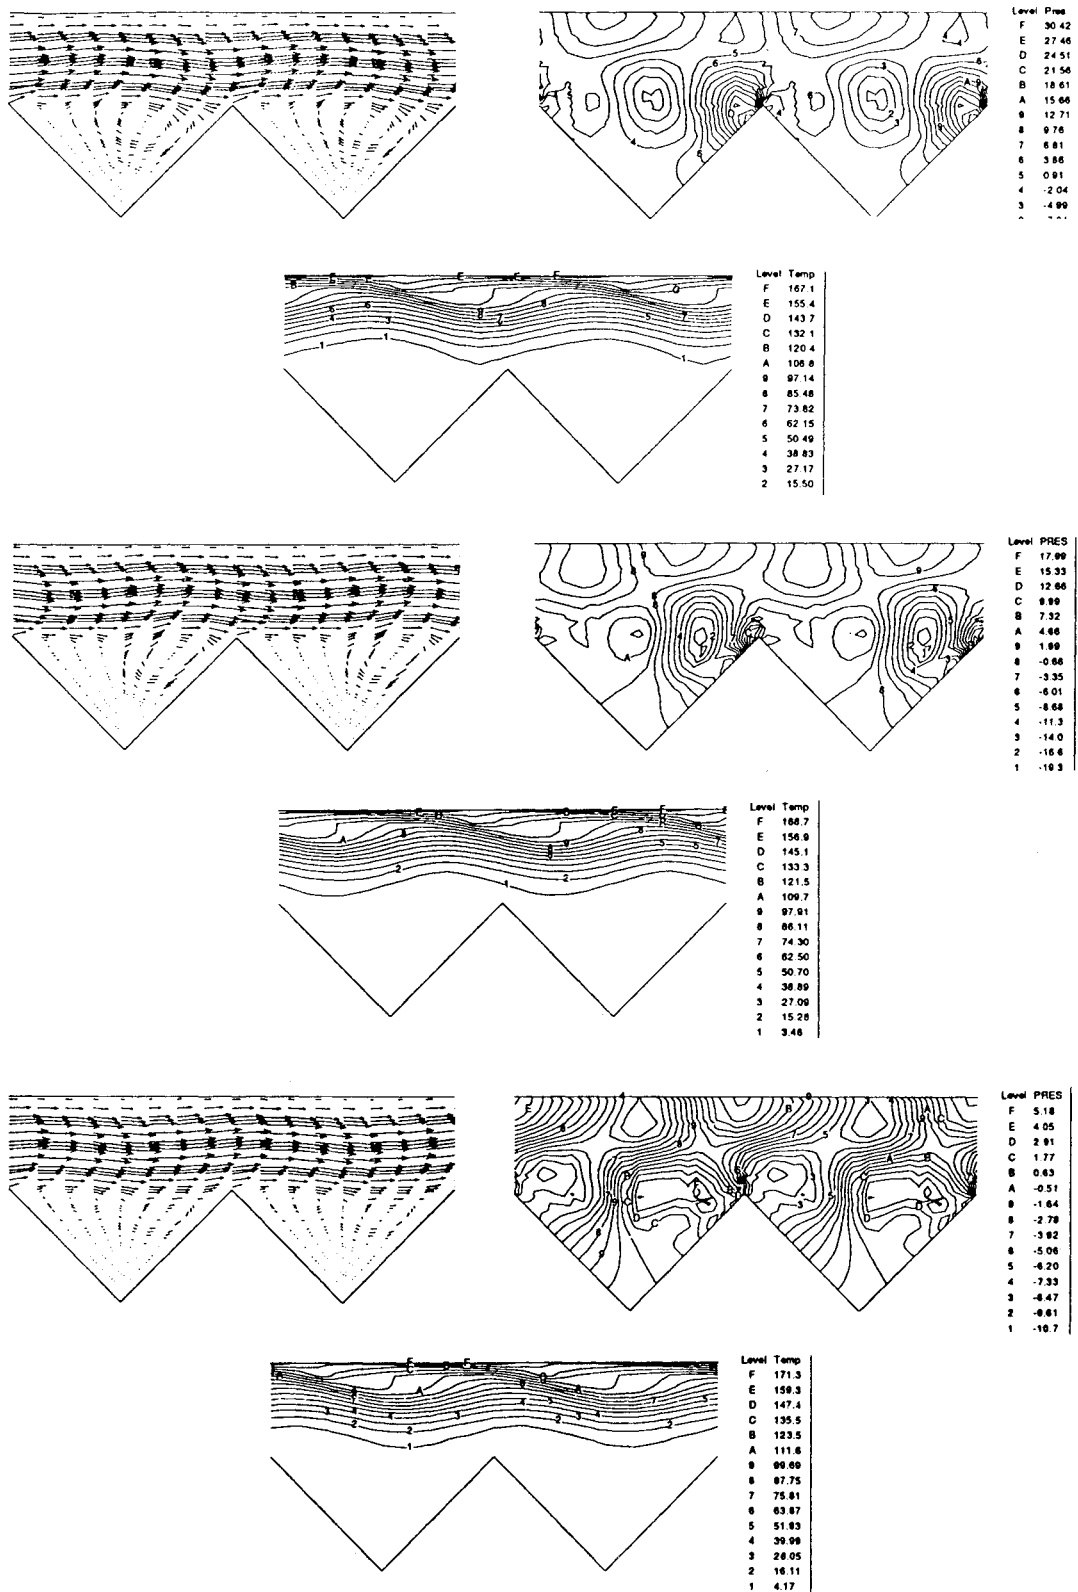 Level Pres
F 30.42
E 27.46
D 24.51
C 21.56
B 18.61
A 15.66
9 12.71
8 9.76
7 6.81
6 3.86
5 0.91
4 -2.04
3 -4.99
Level Temp
F 167.1
E 155.4
D 143.7
C 132.1
B 120.4
A 108.8
9 97.14
8 85.48
7 73.82
6 62.15
5 50.49
4 38.83
3 27.17
2 15.50
Level PRES
F 17.99
E 15.33
D 12.66
C 9.99
B 7.32
A 4.66
9 1.99
8 -0.66
7 -3.35
6 -6.01
5 -8.68
4 -11.3
3 -14.0
2 -16.6
1 -19.3
Level Temp
F 168.7
E 156.9
D 145.1
C 133.3
B 121.5
A 109.7
9 97.91
8 86.11
7 74.30
6 62.50
5 50.70
4 38.89
3 27.09
2 15.28
1 3.48
Level PRES
F 5.18
E 4.05
D 2.91
C 1.77
B 0.63
A -0.51
9 -1.64
8 -2.78
7 -3.92
6 -5.06
5 -6.20
4 -7.33
3 -8.47
2 -9.61
1 -10.7
Level Temp
F 171.3
E 159.3
D 147.4
C 135.5
B 123.5
A 111.6
9 99.69
8 87.75
7 75.81
6 63.87
5 51.93
4 39.99
3 28.05
2 16.11
1 4.17